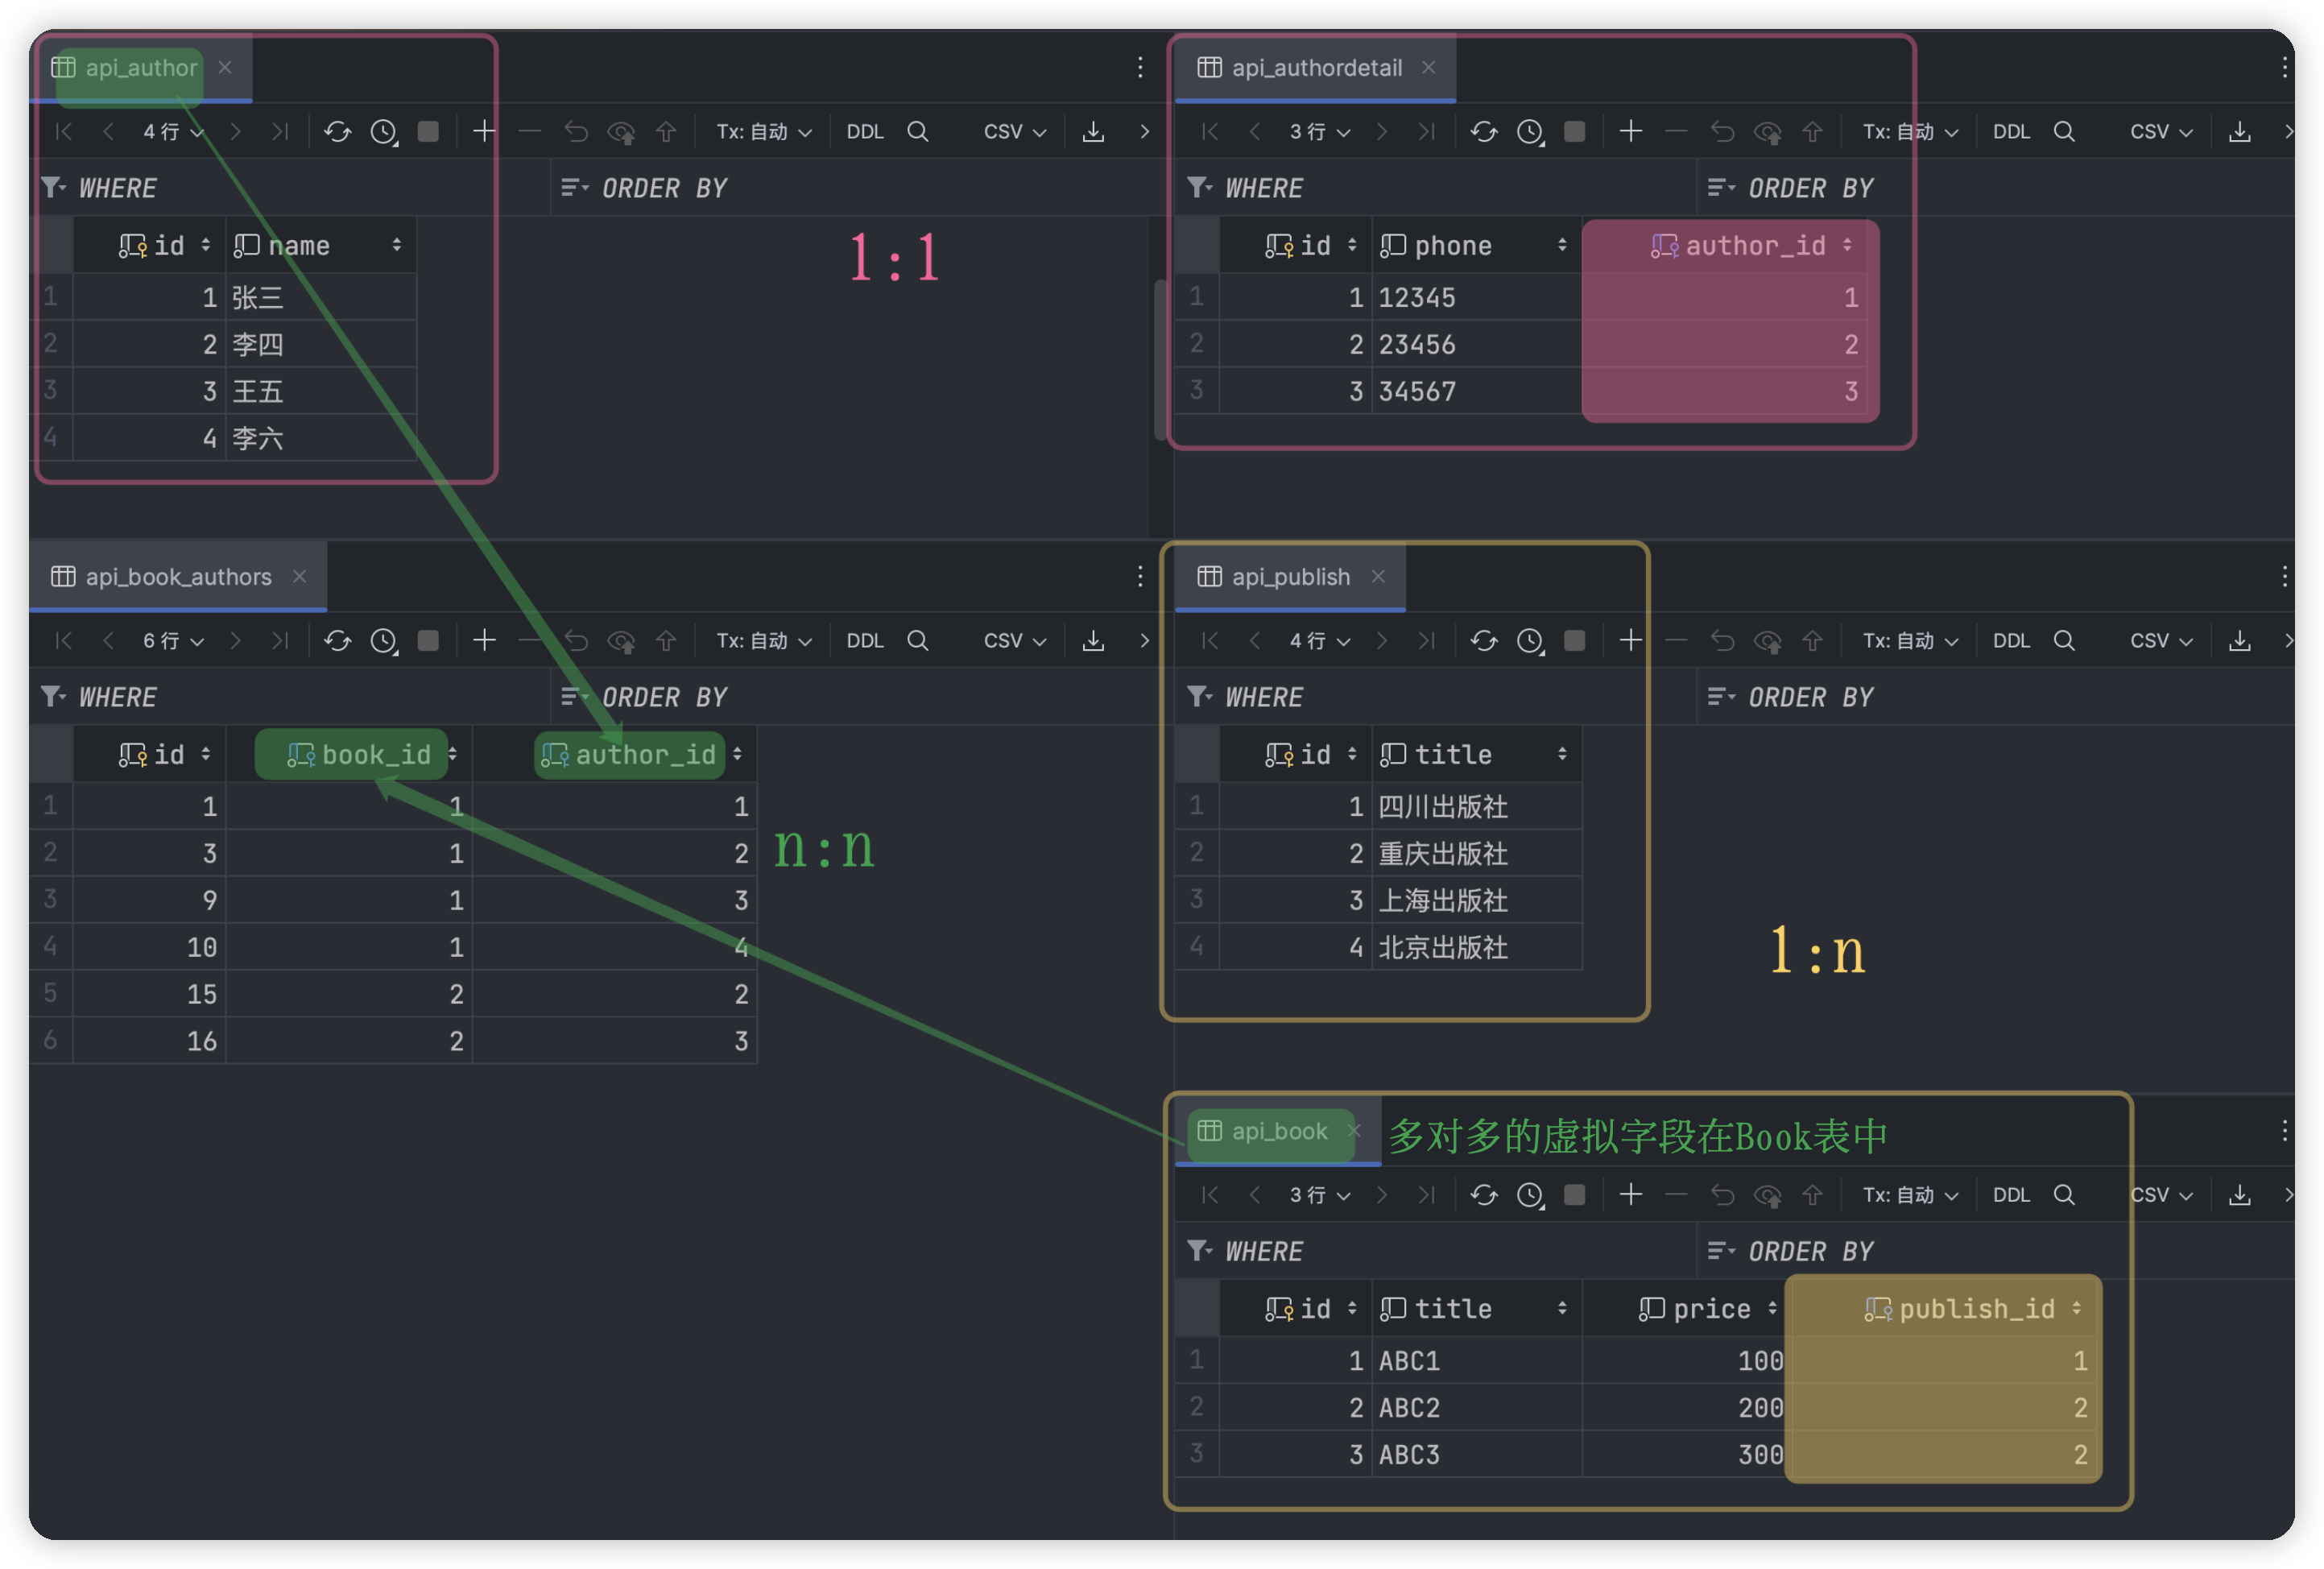 api_author
4 行 Tx: 自动 DDL CSV
WHERE ORDER BY
id name
1 1 张三
2 2 李四
3 3 王五
4 4 李六
1:1
api_authordetail
3 行 Tx: 自动 DDL CSV
WHERE ORDER BY
id phone author_id
1 1 12345 1
2 2 23456 2
3 3 34567 3
api_book_authors
6 行 Tx: 自动 DDL CSV
WHERE ORDER BY
id book_id author_id
1 1 1 1
2 3 1 2
3 9 1 3
4 10 1 4
5 15 2 2
6 16 2 3
n:n
api_publish
4 行 Tx: 自动 DDL CSV
WHERE ORDER BY
id title
1 1 四川出版社
2 2 重庆出版社
3 3 上海出版社
4 4 北京出版社
1:n
api_book 多对多的虚拟字段在Book表中
3 行 Tx: 自动 DDL CSV
WHERE ORDER BY
id title price publish_id
1 1 ABC1 100 1
2 2 ABC2 200 2
3 3 ABC3 300 2